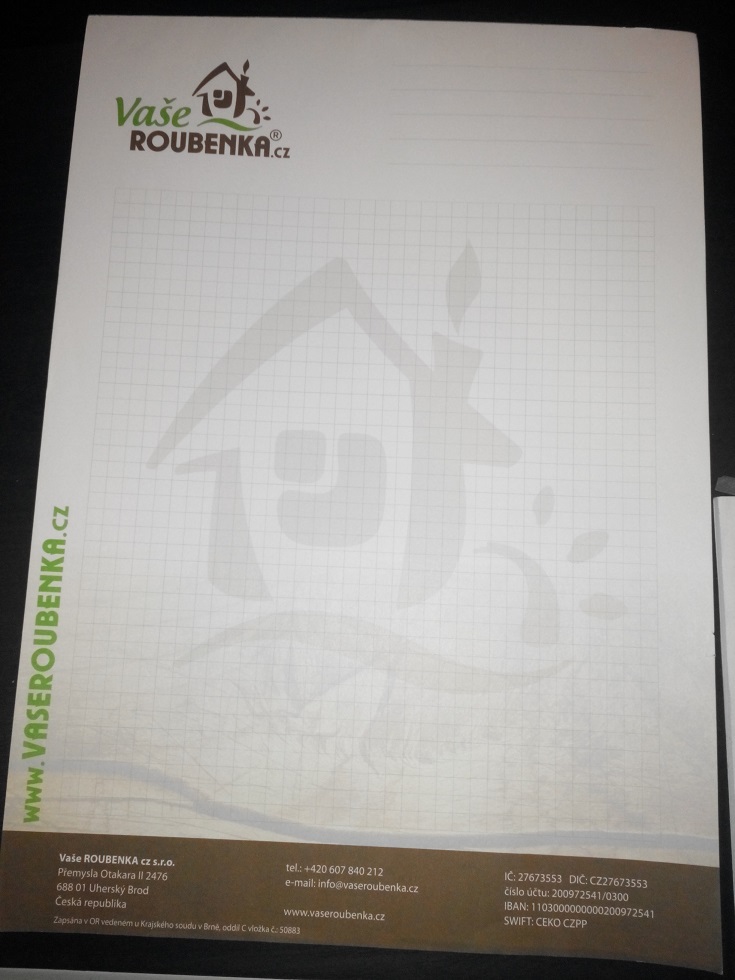 Vaše
ROUBENKA.cz®
www.VASEROUBENKA.cz
Vaše ROUBENKA cz s.r.o.
Přemysla Otakara II 2476
688 01 Uherský Brod
Česká republika
Zapsána v OR vedeném u Krajského soudu v Brně, oddíl C vložka č.: 50883
tel.: +420 607 840 212
e-mail: info@vaseroubenka.cz
www.vaseroubenka.cz
IČ: 27673553 DIČ: CZ27673553
číslo účtu: 200972541/0300
IBAN: 1103000000000200972541
SWIFT: CEKO CZPP